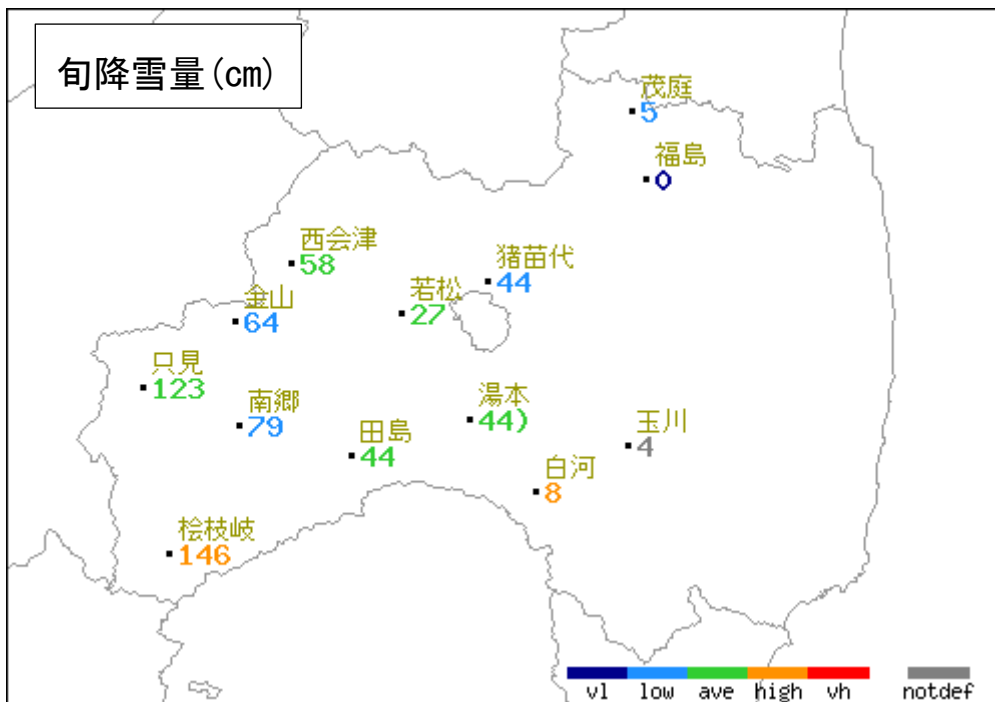 旬降雪量(cm)
茂庭
5
福島
0
西会津
58
猪苗代
44
若松
27
金山
64
只見
123
南郷
79
湯本
44)
田島
44
玉川
4
白河
8
桧枝岐
146
vl low ave high vh notdef